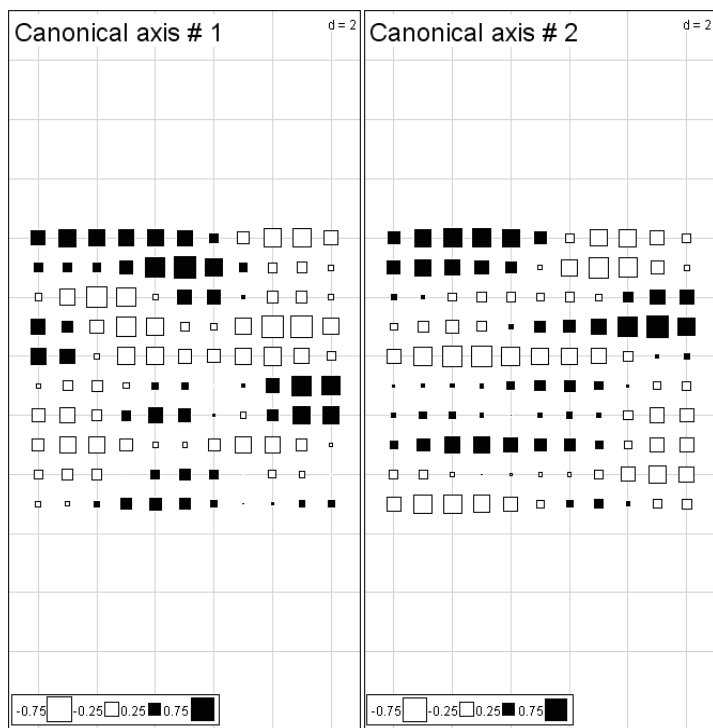 Canonical axis # 1
d = 2
Canonical axis # 2
d = 2
-0.75 -0.25 0.25 0.75
-0.75 -0.25 0.25 0.75